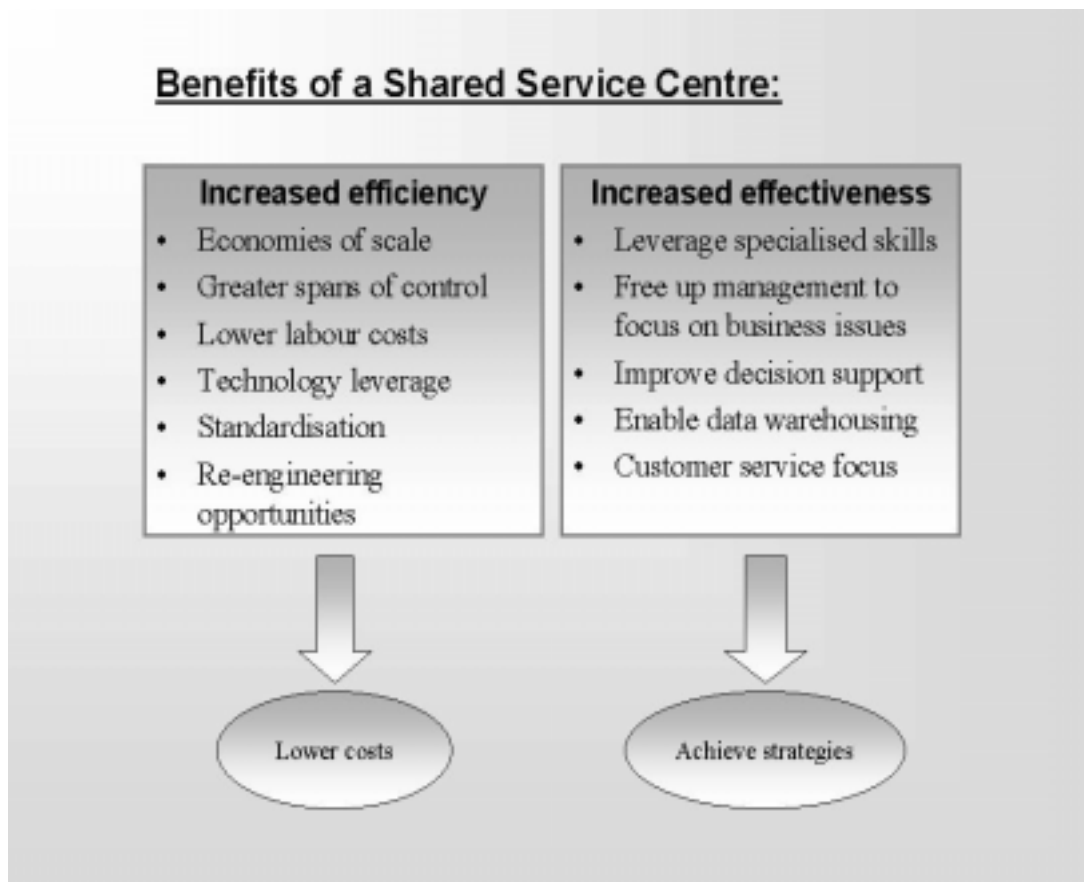 Benefits of a Shared Service Centre:
Increased efficiency
• Economies of scale
• Greater spans of control
• Lower labour costs
• Technology leverage
• Standardisation
• Re-engineering
opportunities
Increased effectiveness
• Leverage specialised skills
• Free up management to
focus on business issues
• Improve decision support
• Enable data warehousing
• Customer service focus
Lower costs
Achieve strategies